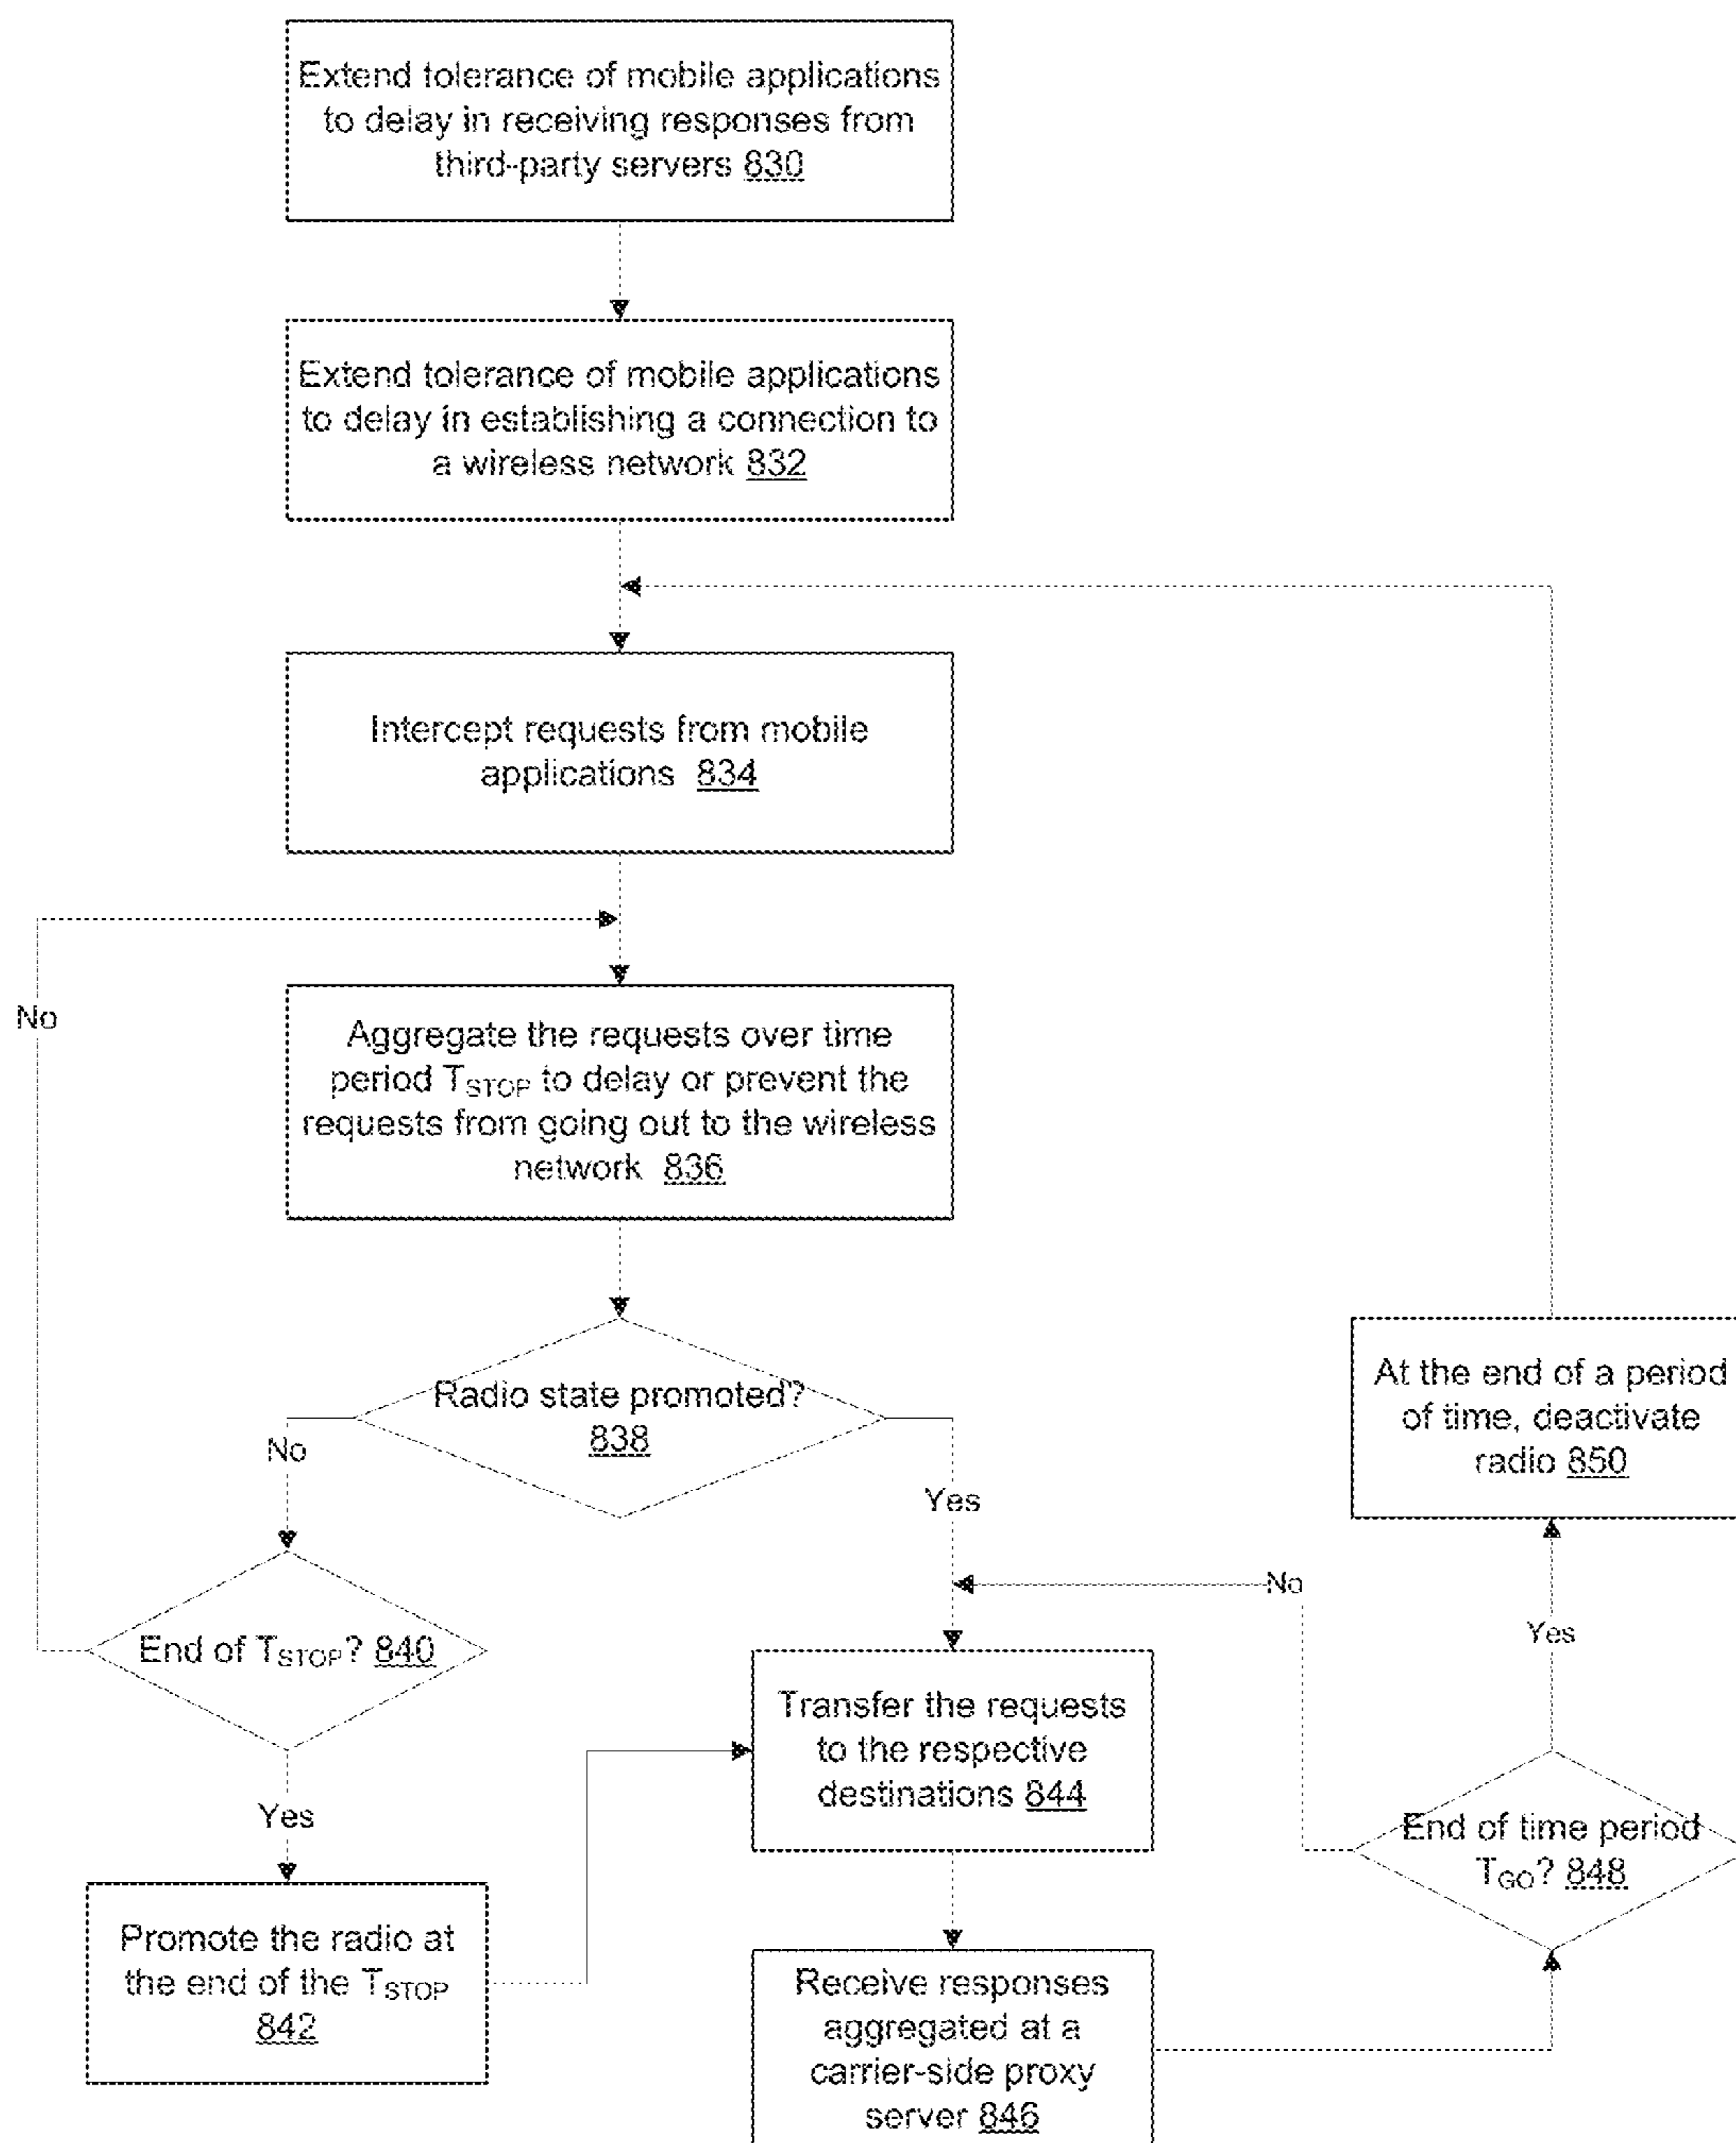 Extend tolerance of mobile applications
to delay in receiving responses from
third-party servers 830
Extend tolerance of mobile applications
to delay in establishing a connection to
a wireless network 832
Intercept requests from mobile
applications 834
No
Aggregate the requests over time
period TSTOP to delay or prevent the
requests from going out to the wireless
network 836
Radio state promoted?
838
No
Yes
End of TSTOP? 840
Yes
Promote the radio at
the end of the TSTOP
842
Transfer the requests
to the respective
destinations 844
Receive responses
aggregated at a
carrier-side proxy
server 846
No
End of time period
TGO? 848
Yes
At the end of a period
of time, deactivate
radio 850